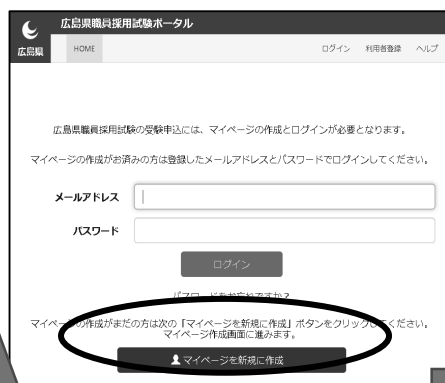 広島県職員採用試験ポータル
広島県 HOME ログイン 利用者登録 ヘルプ
広島県職員採用試験の受験申込には、マイページの作成とログインが必要となります。
マイページの作成がお済みの方は登録したメールアドレスとパスワードでログインしてください。
メールアドレス
パスワード
ログイン
パスワードをお忘れですか？
マイページの作成がまだの方は次の『マイページを新規に作成』ボタンをクリックしてください。
マイページ作成画面に進みます。
マイページを新規に作成